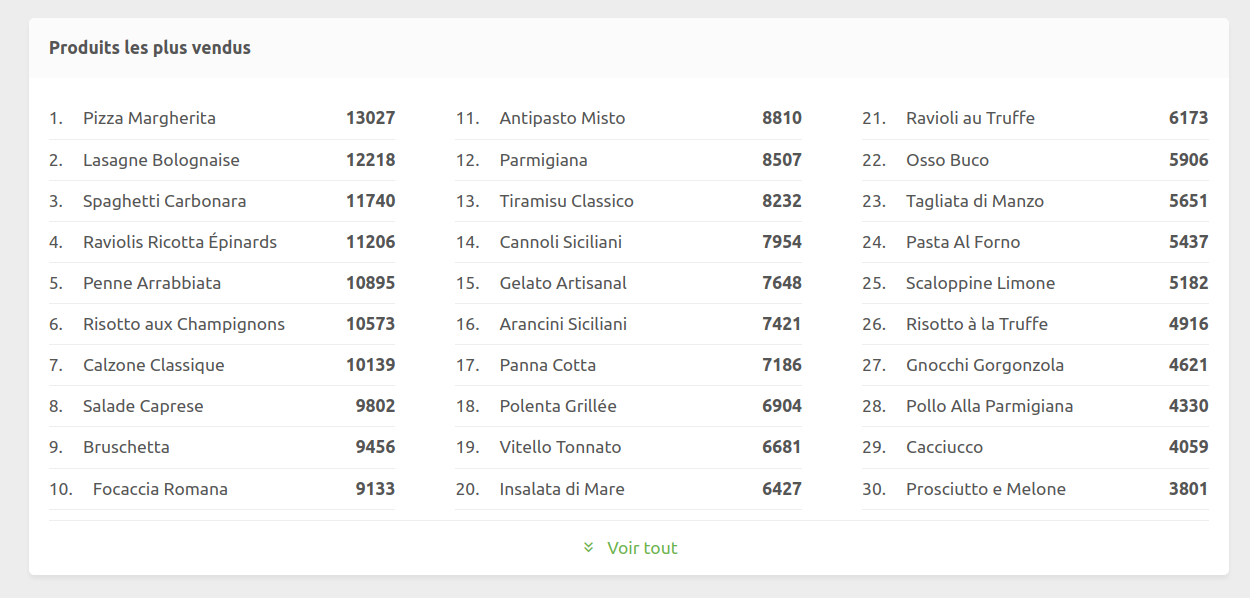 Produits les plus vendus
1. Pizza Margherita 13027
2. Lasagne Bolognaise 12218
3. Spaghetti Carbonara 11740
4. Raviolis Ricotta Épinards 11206
5. Penne Arrabbiata 10895
6. Risotto aux Champignons 10573
7. Calzone Classique 10139
8. Salade Caprese 9802
9. Bruschetta 9456
10. Focaccia Romana 9133
11. Antipasto Misto 8810
12. Parmigiana 8507
13. Tiramisu Classico 8232
14. Cannoli Siciliani 7954
15. Gelato Artisanal 7648
16. Arancini Siciliani 7421
17. Panna Cotta 7186
18. Polenta Grillée 6904
19. Vitello Tonnato 6681
20. Insalata di Mare 6427
21. Ravioli au Truffe 6173
22. Osso Buco 5906
23. Tagliata di Manzo 5651
24. Pasta Al Forno 5437
25. Scaloppine Limone 5182
26. Risotto à la Truffe 4916
27. Gnocchi Gorgonzola 4621
28. Pollo Alla Parmigiana 4330
29. Cacciucco 4059
30. Prosciutto e Melone 3801
Voir tout